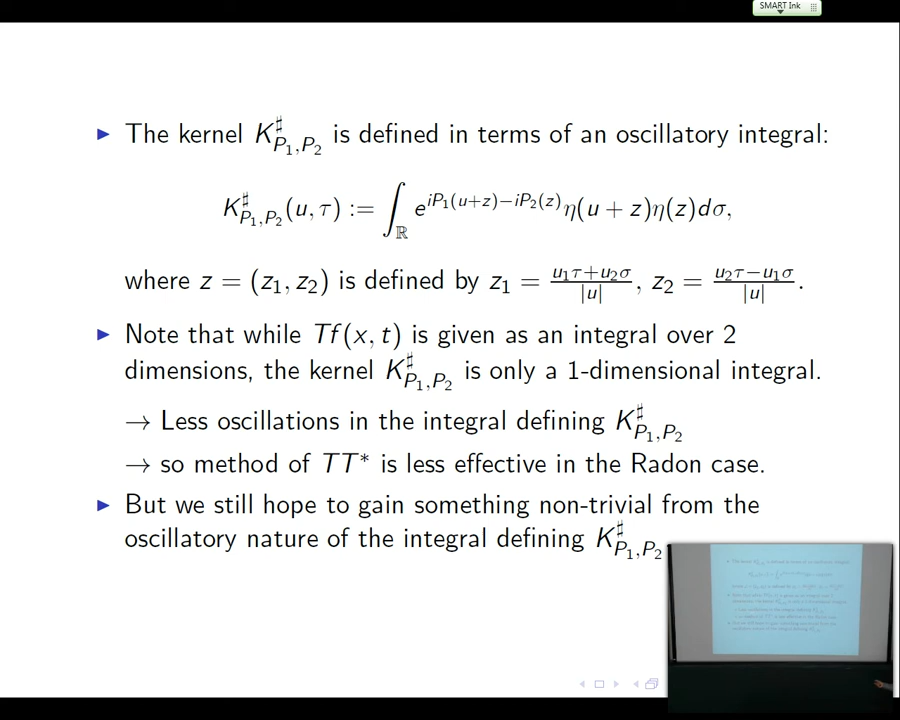 SMART Ink
▶ The kernel K^♯_{P_1,P_2} is defined in terms of an oscillatory integral:
K^♯_{P_1,P_2}(u, τ) := ∫_ℝ e^{iP_1(u+z)−iP_2(z)} η(u + z)η(z)dσ,
where z = (z_1, z_2) is defined by z_1 = \frac{u_1τ+u_2σ}{|u|}, z_2 = \frac{u_2τ−u_1σ}{|u|}.
▶ Note that while Tf(x, t) is given as an integral over 2
dimensions, the kernel K^♯_{P_1,P_2} is only a 1-dimensional integral.
→ Less oscillations in the integral defining K^♯_{P_1,P_2}
→ so method of TT* is less effective in the Radon case.
▶ But we still hope to gain something non-trivial from the
oscillatory nature of the integral defining K^♯_{P_1,P_2}